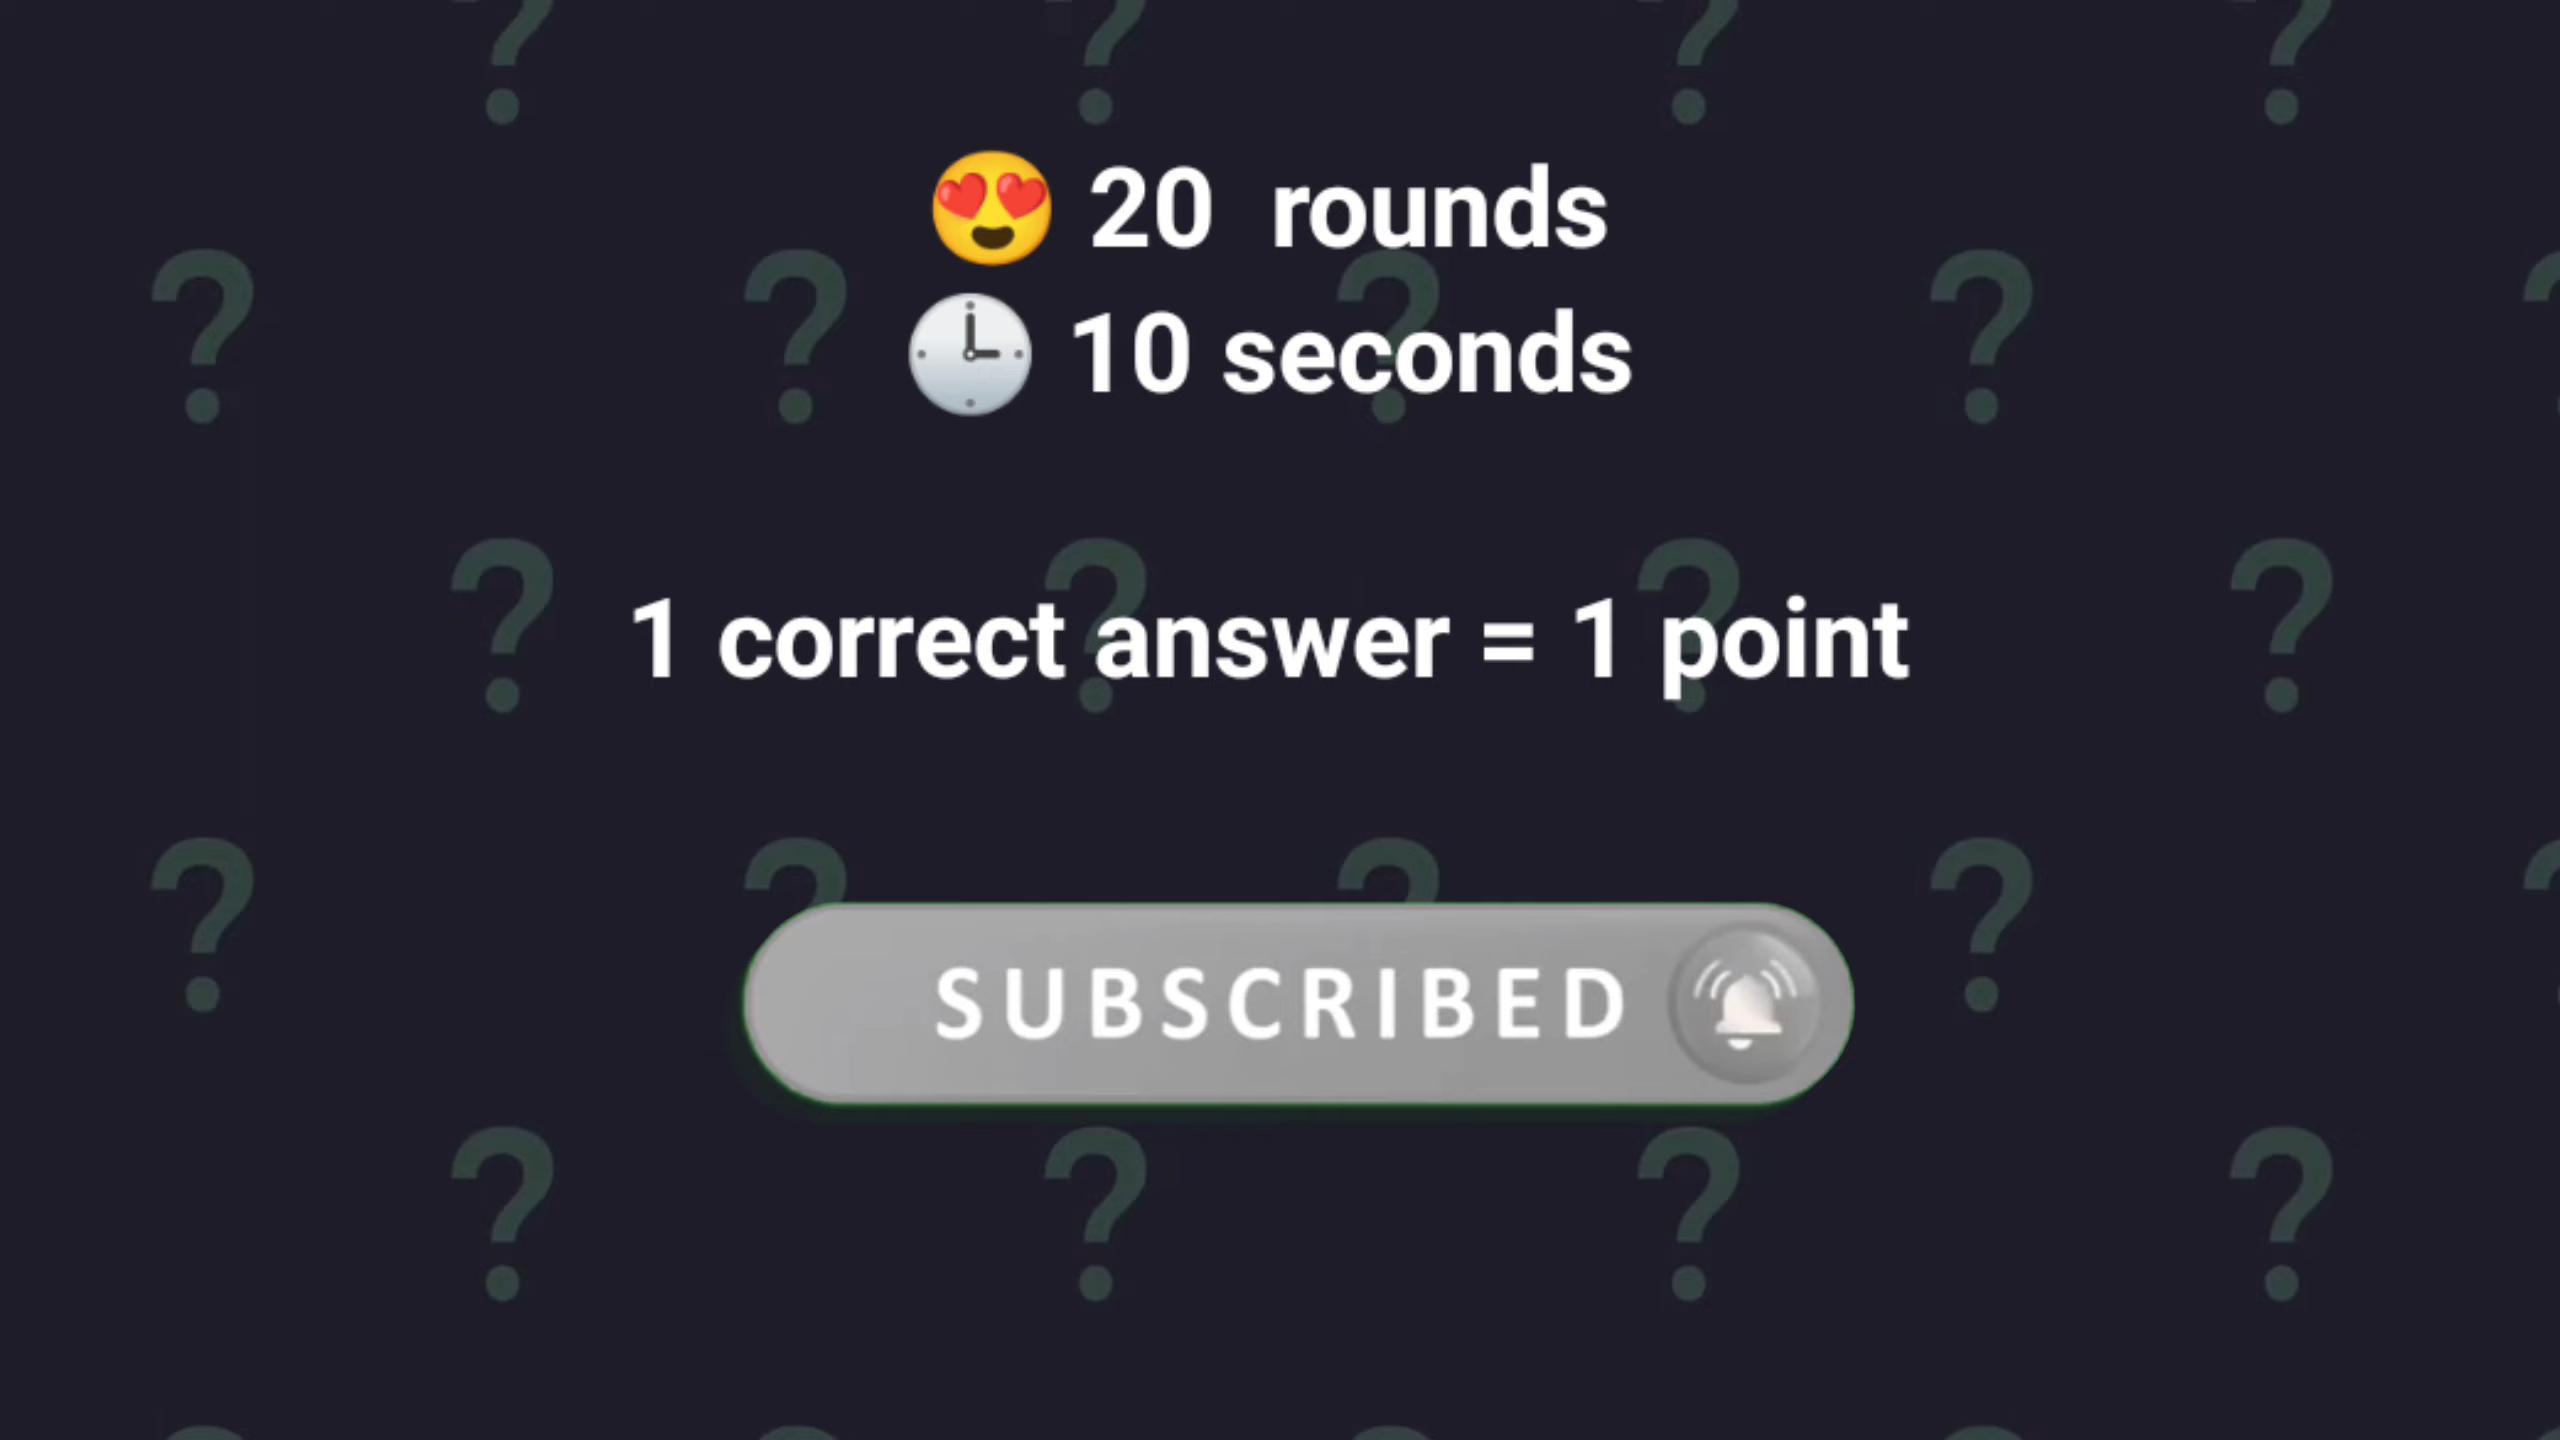 😍 20 rounds
🕒 10 seconds
1 correct answer = 1 point
SUBSCRIBED